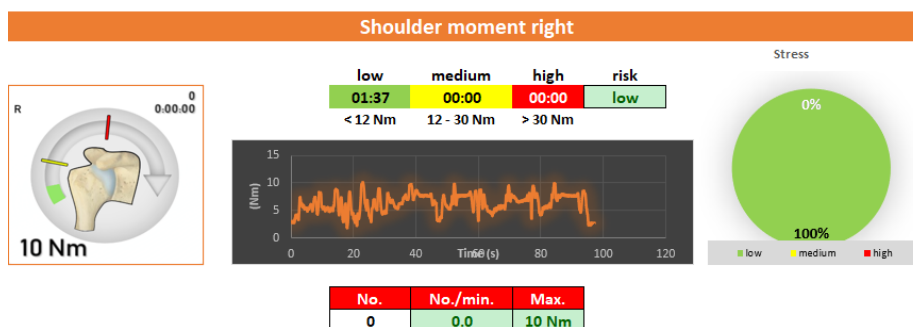 Shoulder moment right
Stress
low medium high risk
01:37 00:00 00:00 low
< 12 Nm 12 - 30 Nm > 30 Nm
0
R 0:00:00
10 Nm
(Nm)
15
10
5
0
0 20 40 60 80 100 120
Time (s)
0%
100%
low medium high
No. No./min. Max.
0 0.0 10 Nm